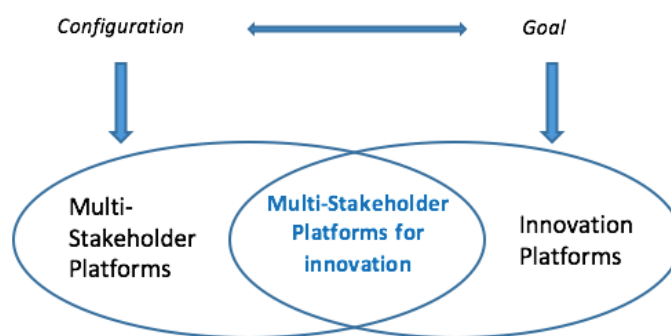 Configuration
Goal
Multi-
Stakeholder
Platforms
Multi-Stakeholder
Platforms for
innovation
Innovation
Platforms